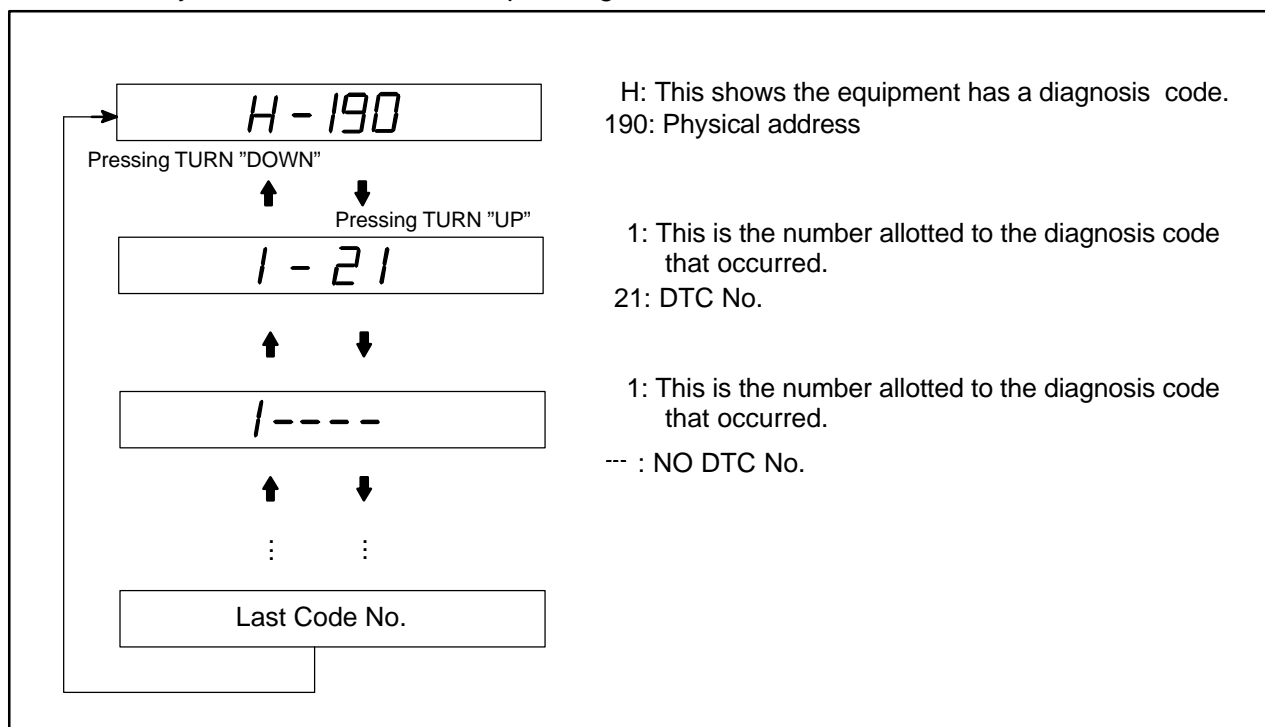 H-190
H: This shows the equipment has a diagnosis  code.
190: Physical address
Pressing TURN ”DOWN”
Pressing TURN ”UP”
1-21
1: This is the number allotted to the diagnosis code
that occurred.
21: DTC No.
1----
1: This is the number allotted to the diagnosis code
that occurred.
--- : NO DTC No.
⋮ ⋮
Last Code No.